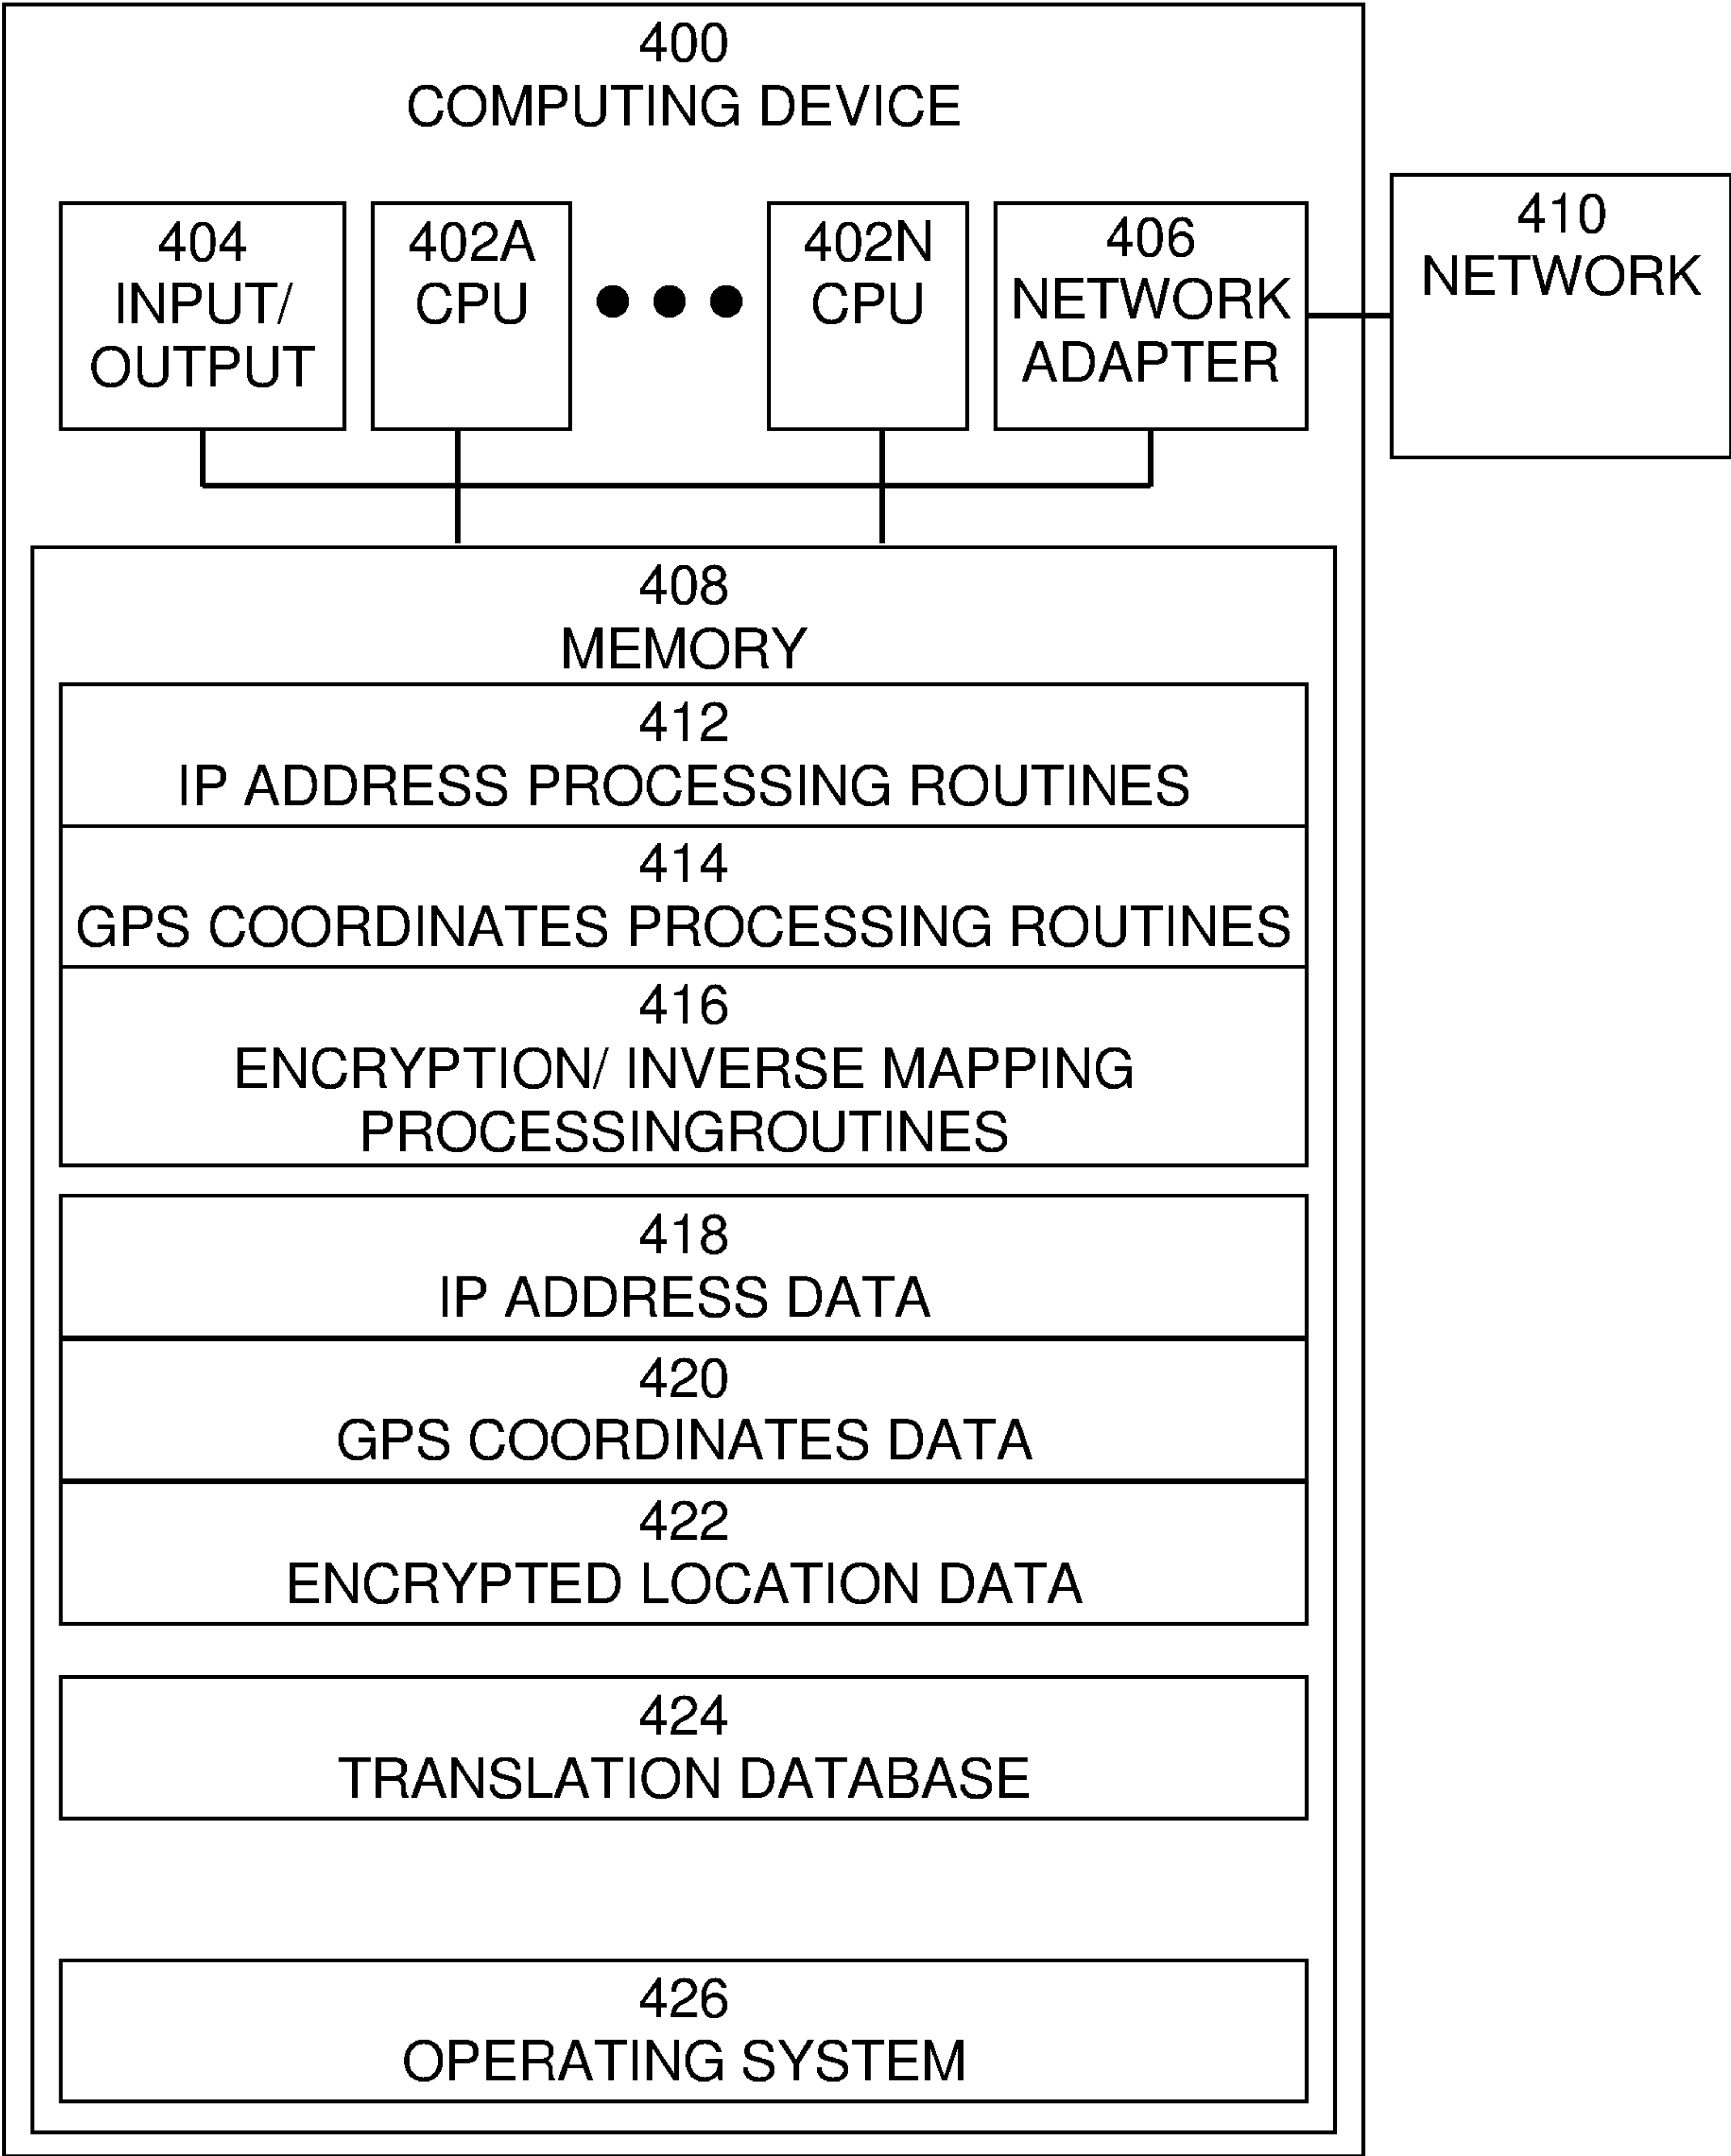 400
COMPUTING DEVICE
404
INPUT/
OUTPUT
402A
CPU
402N
CPU
406
NETWORK
ADAPTER
410
NETWORK
408
MEMORY
412
IP ADDRESS PROCESSING ROUTINES
414
GPS COORDINATES PROCESSING ROUTINES
416
ENCRYPTION/ INVERSE MAPPING
PROCESSINGROUTINES
418
IP ADDRESS DATA
420
GPS COORDINATES DATA
422
ENCRYPTED LOCATION DATA
424
TRANSLATION DATABASE
426
OPERATING SYSTEM